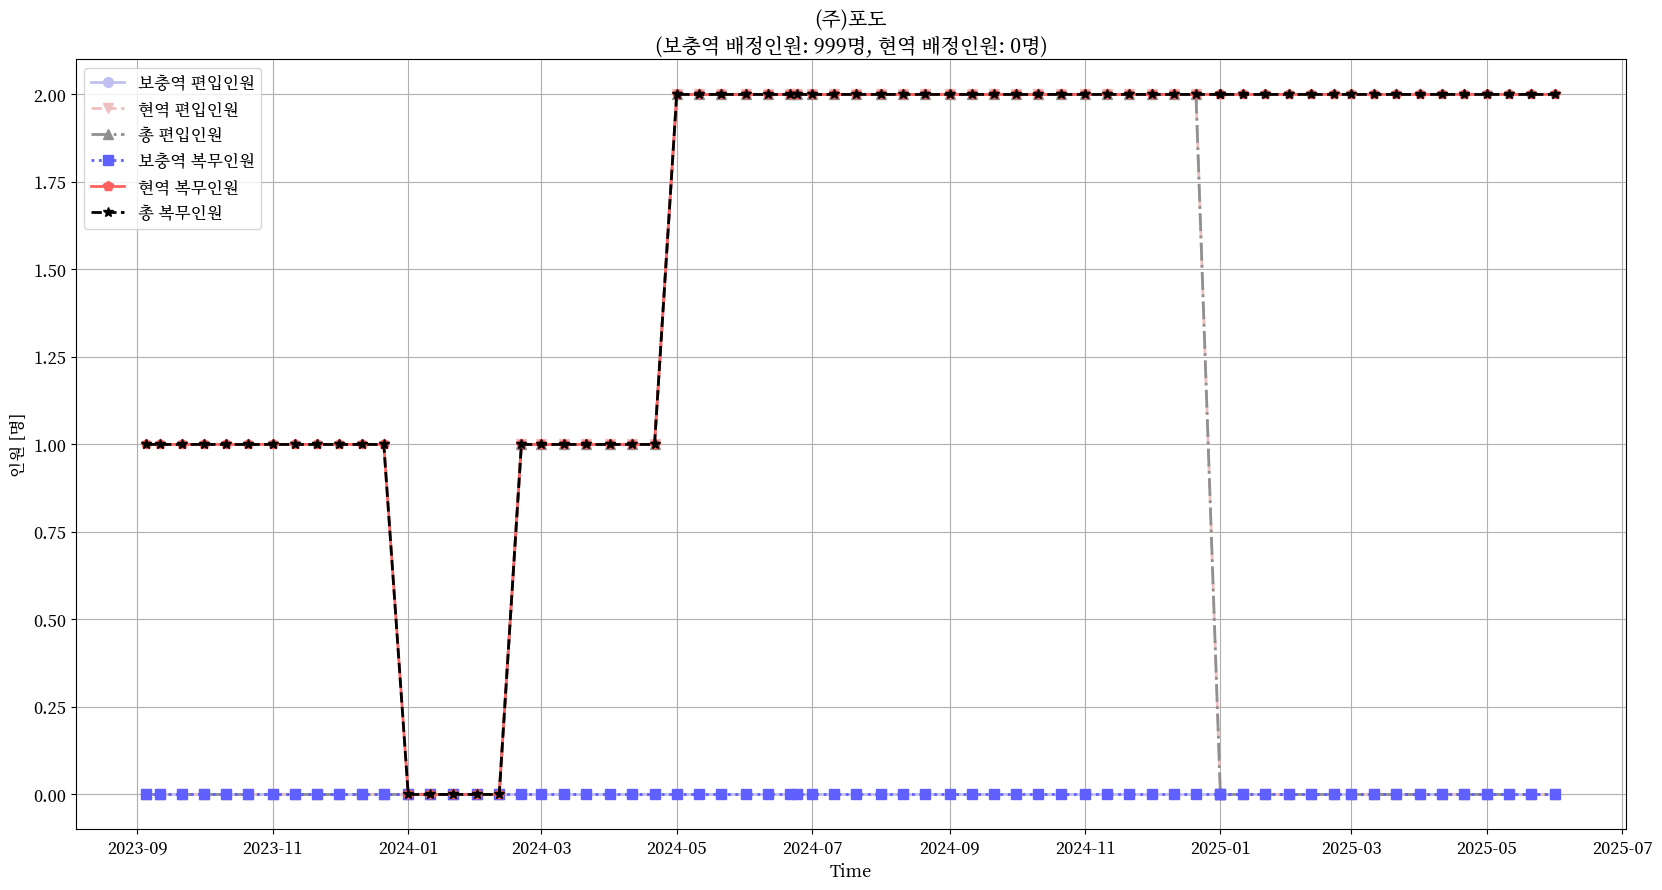 (주)포도
(보충역 배정인원: 999명, 현역 배정인원: 0명)
보충역 편입인원
현역 편입인원
총 편입인원
보충역 복무인원
현역 복무인원
총 복무인원
2.00
1.75
1.50
1.25
1.00
0.75
0.50
0.25
0.00
인원 [명]
2023-09 2023-11 2024-01 2024-03 2024-05 2024-07 2024-09 2024-11 2025-01 2025-03 2025-05 2025-07
Time